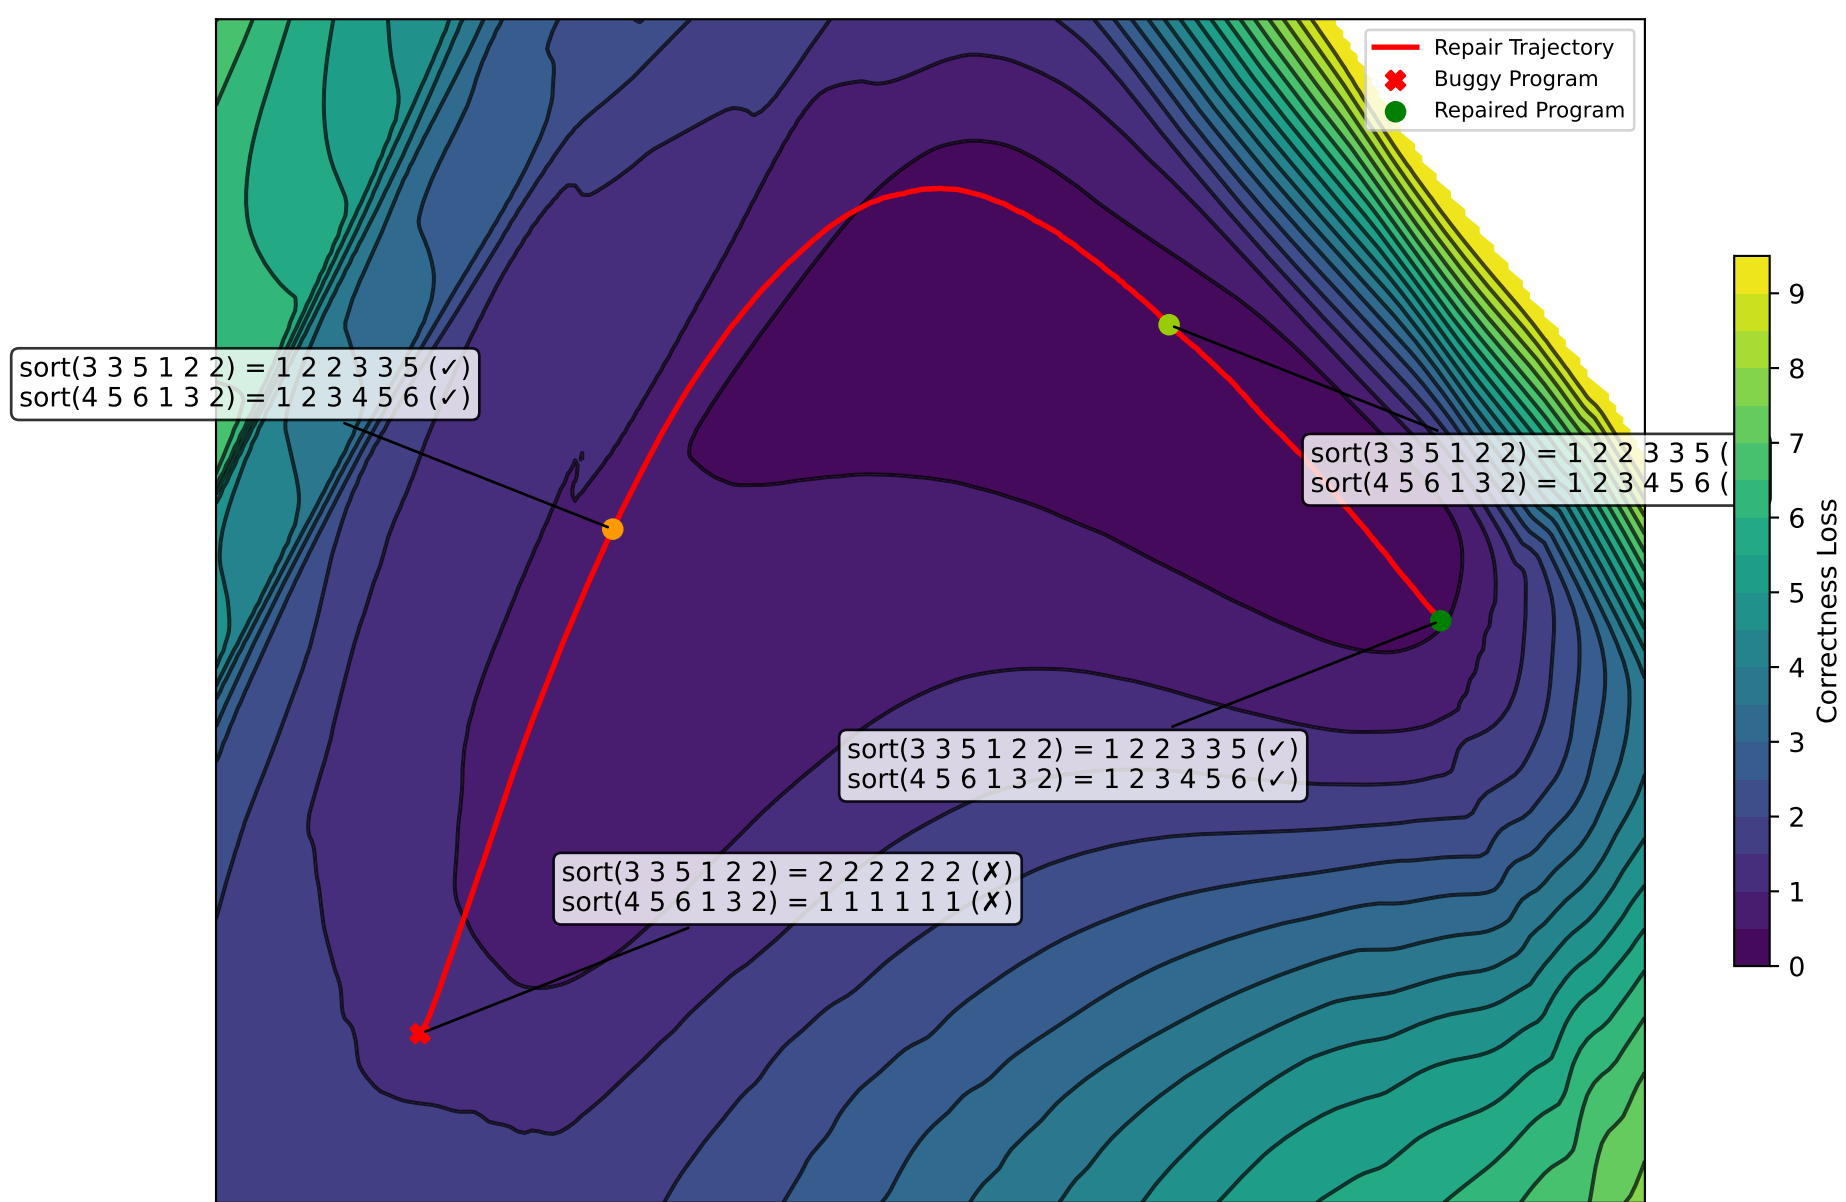 Repair Trajectory
Buggy Program
Repaired Program
sort(3 3 5 1 2 2) = 1 2 2 3 3 5 (✓)
sort(4 5 6 1 3 2) = 1 2 3 4 5 6 (✓)
sort(3 3 5 1 2 2) = 1 2 2 3 3 5 (
sort(4 5 6 1 3 2) = 1 2 3 4 5 6 (
sort(3 3 5 1 2 2) = 1 2 2 3 3 5 (✓)
sort(4 5 6 1 3 2) = 1 2 3 4 5 6 (✓)
sort(3 3 5 1 2 2) = 2 2 2 2 2 2 (✗)
sort(4 5 6 1 3 2) = 1 1 1 1 1 1 (✗)
9
8
7
6
5
4
3
2
1
0
Correctness Loss